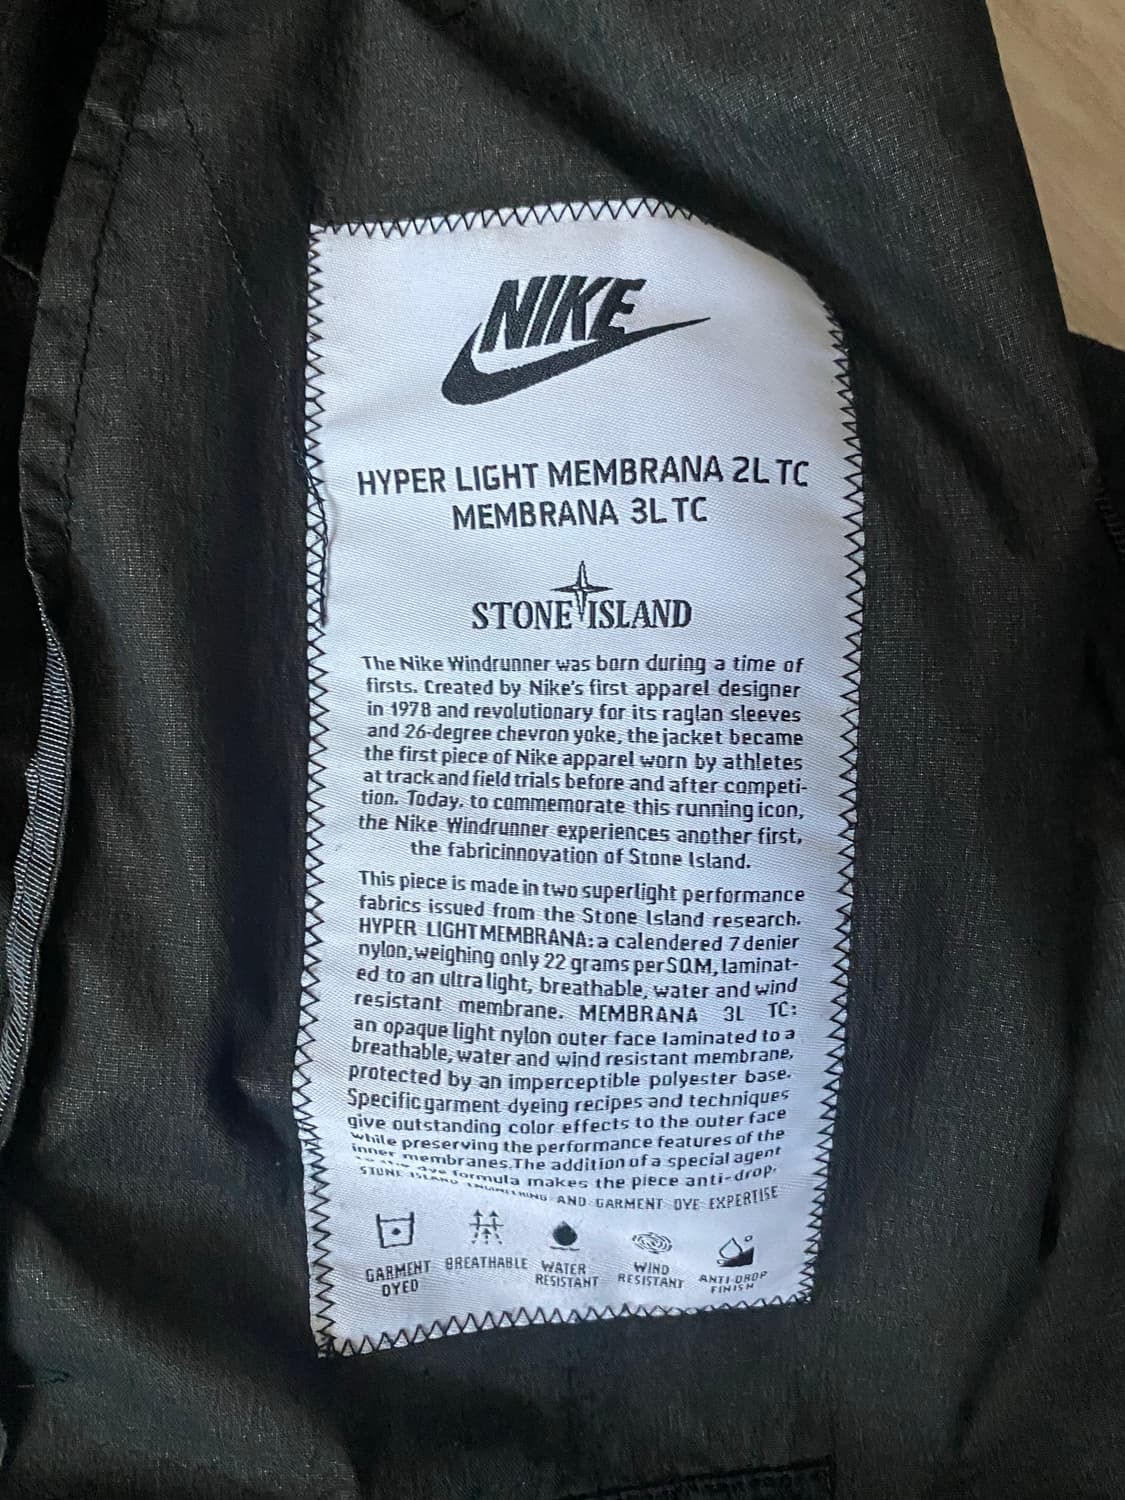 NIKE
HYPER LIGHT MEMBRANA 2L TC
MEMBRANA 3L TC
STONE ISLAND
The Nike Windrunner was born during a time of
firsts. Created by Nike's first apparel designer
in 1978 and revolutionary for its raglan sleeves
and 26-degree chevron yoke, the jacket became
the first piece of Nike apparel worn by athletes
at track and field trials before and after competi-
tion. Today, to commemorate this running icon,
the Nike Windrunner experiences another first,
the fabricinnovation of Stone Island.
This piece is made in two superlight performance
fabrics issued from the Stone Island research.
HYPER LIGHT MEMBRANA: a calendered 7 denier
nylon, weighing only 22 grams per SQM, laminat-
ed to an ultra light, breathable, water and wind
resistant membrane. MEMBRANA 3L TC:
an opaque light nylon outer face laminated to a
breathable, water and wind resistant membrane,
protected by an imperceptible polyester base.
Specific garment dyeing recipes and techniques
give outstanding color effects to the outer face
while preserving the performance features of the
inner membranes. The addition of a special agent
dye formula makes the piece anti-drop.
STONE ISLAND ENGINEERING AND GARMENT DYE EXPERTISE
GARMENT DYED
BREATHABLE
WATER RESISTANT
WIND RESISTANT
ANTI-DROP FINISH